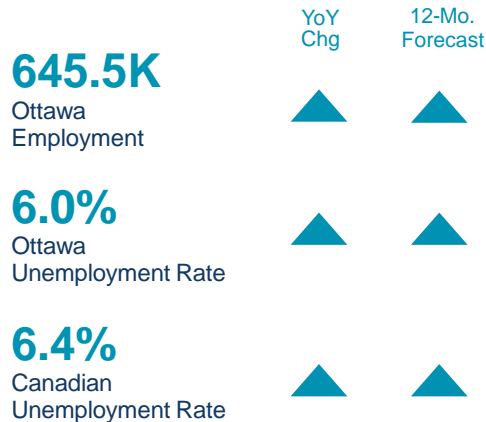 YoY
Chg
12-Mo.
Forecast
645.5K
Ottawa
Employment
6.0%
Ottawa
Unemployment Rate
6.4%
Canadian
Unemployment Rate